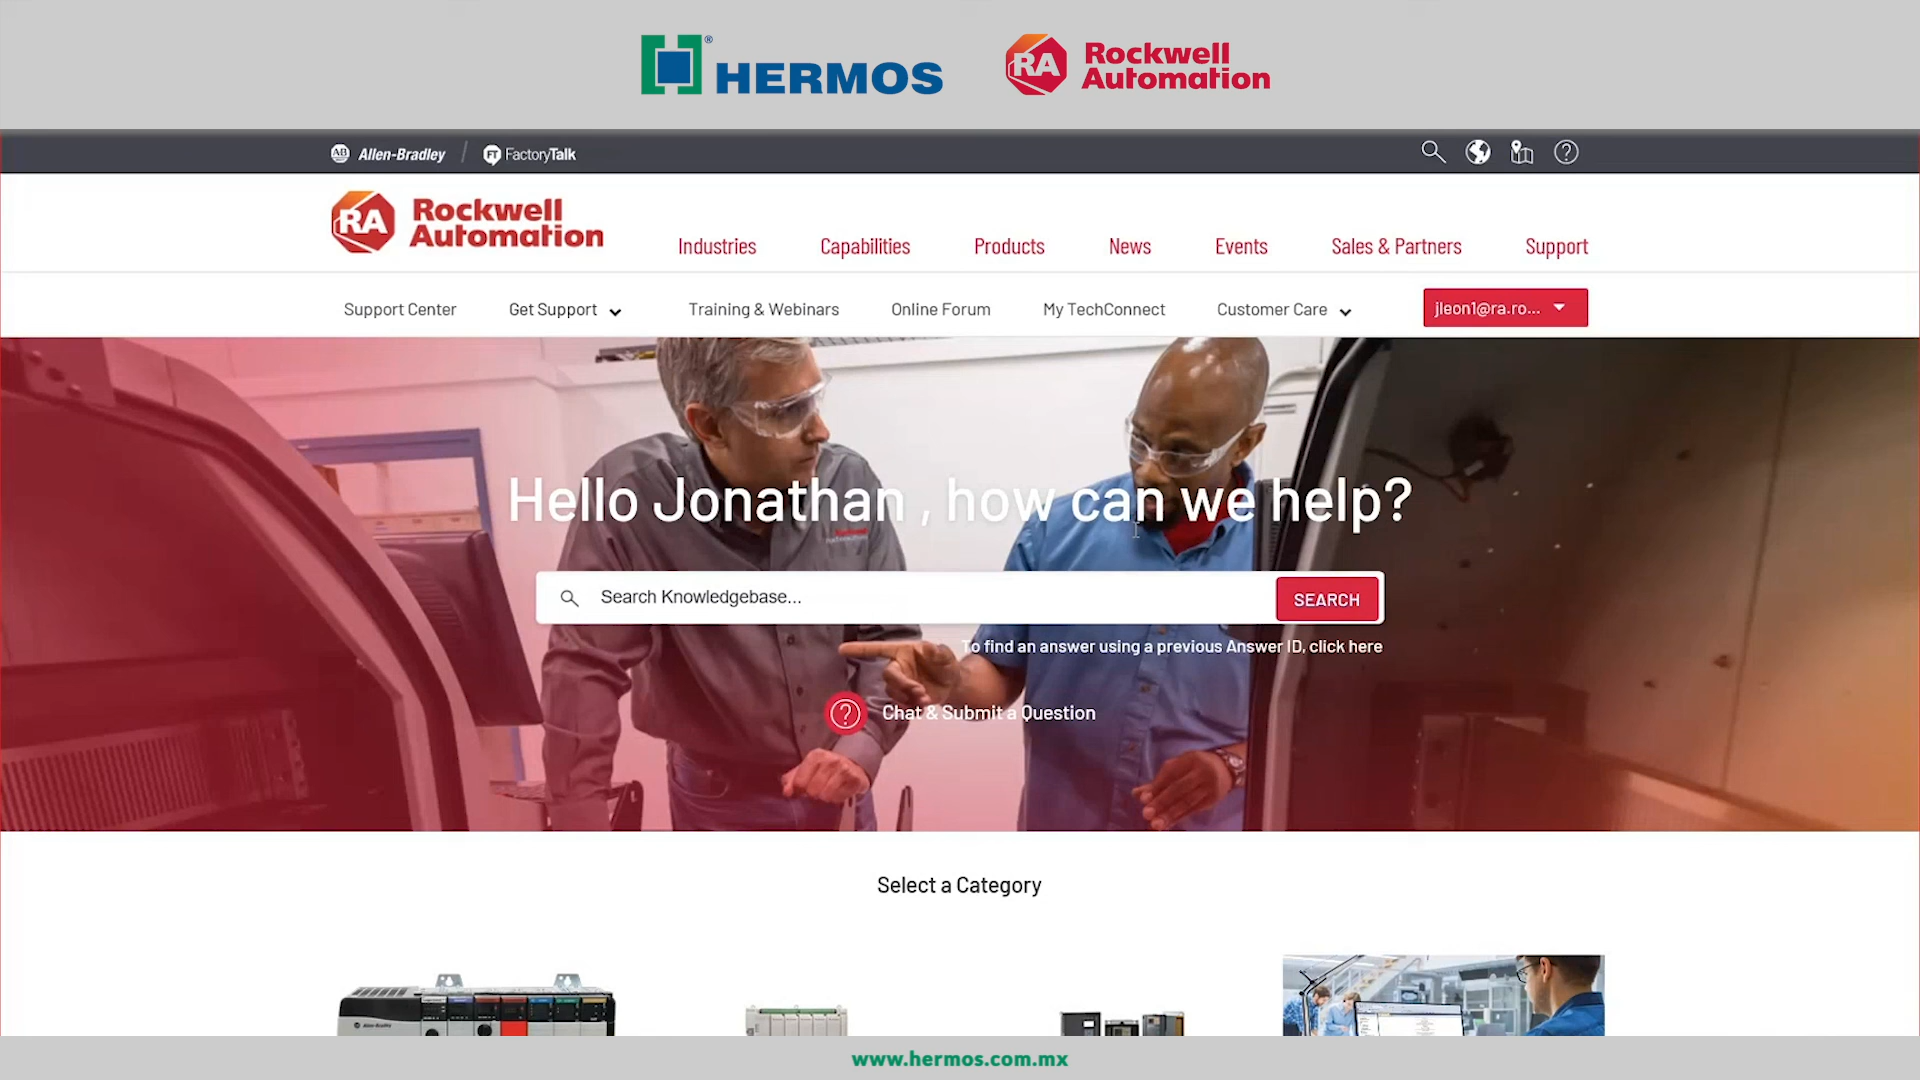 HERMOS
Rockwell
Automation
Allen-Bradley / FactoryTalk
Rockwell
Automation
Industries Capabilities Products News Events Sales & Partners Support
Support Center Get Support Training & Webinars Online Forum My TechConnect Customer Care jleon1@ra.ro...
Hello Jonathan , how can we help?
Search Knowledgebase... SEARCH
To find an answer using a previous Answer ID, click here
Chat & Submit a Question
Select a Category
Allen-Bradley
www.hermos.com.mx